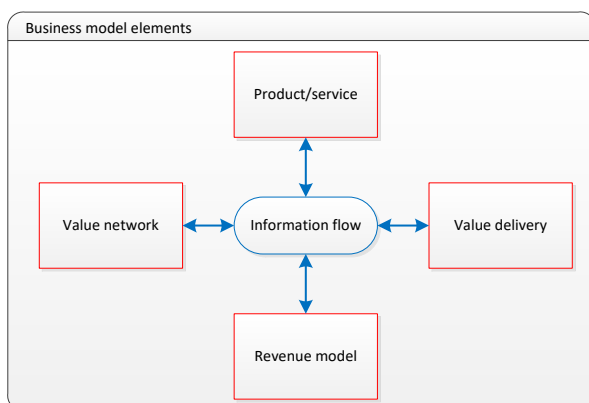 Business model elements
Product/service
Value network
Information flow
Value delivery
Revenue model